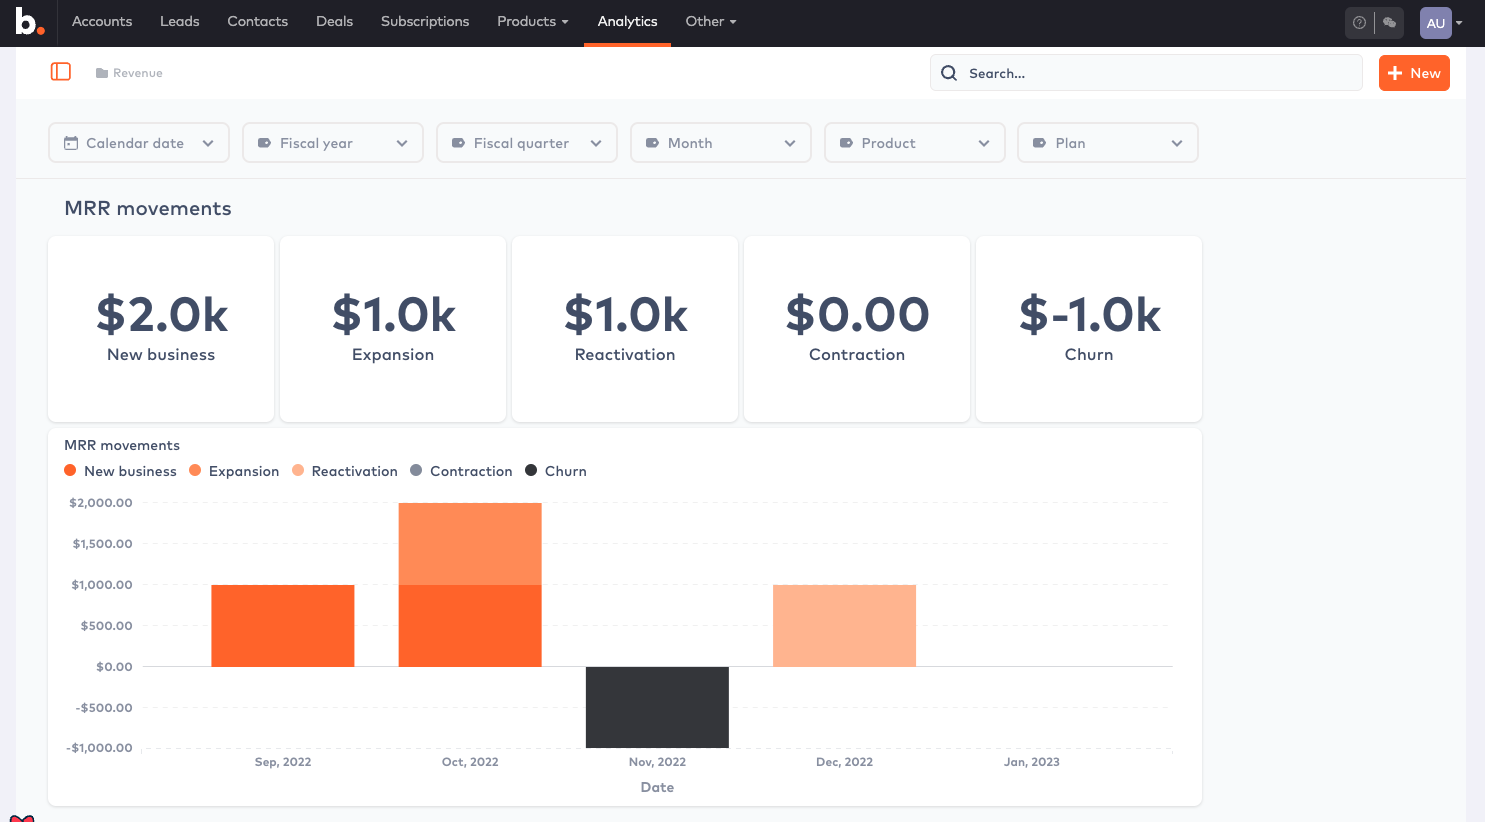 b. Accounts Leads Contacts Deals Subscriptions Products Analytics Other AU
Revenue Search... New
Calendar date Fiscal year Fiscal quarter Month Product Plan
MRR movements
$2.0k $1.0k $1.0k $0.00 $-1.0k
New business Expansion Reactivation Contraction Churn
MRR movements
New business Expansion Reactivation Contraction Churn
$2,000.00
$1,500.00
$1,000.00
$500.00
$0.00
-$500.00
-$1,000.00
Sep, 2022 Oct, 2022 Nov, 2022 Dec, 2022 Jan, 2023
Date